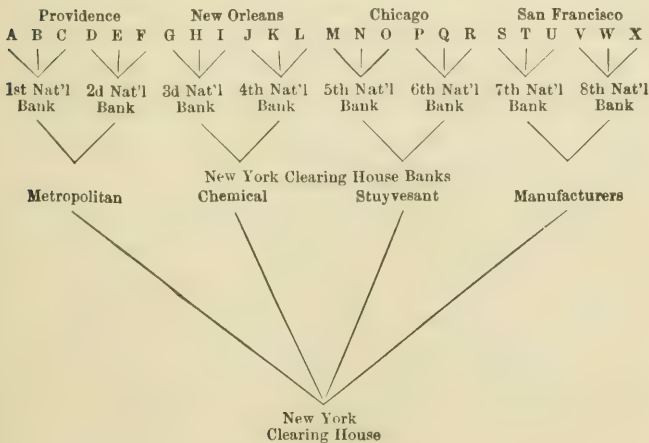 Providence New Orleans Chicago San Francisco
A B C D E F G H I J K L M N O P Q R S T U V W X
1st Nat'l 2d Nat'l 3d Nat'l 4th Nat'l 5th Nat'l 6th Nat'l 7th Nat'l 8th Nat'l
Bank Bank Bank Bank Bank Bank Bank Bank
New York Clearing House Banks
Metropolitan Chemical Stuyvesant Manufacturers
New York
Clearing House